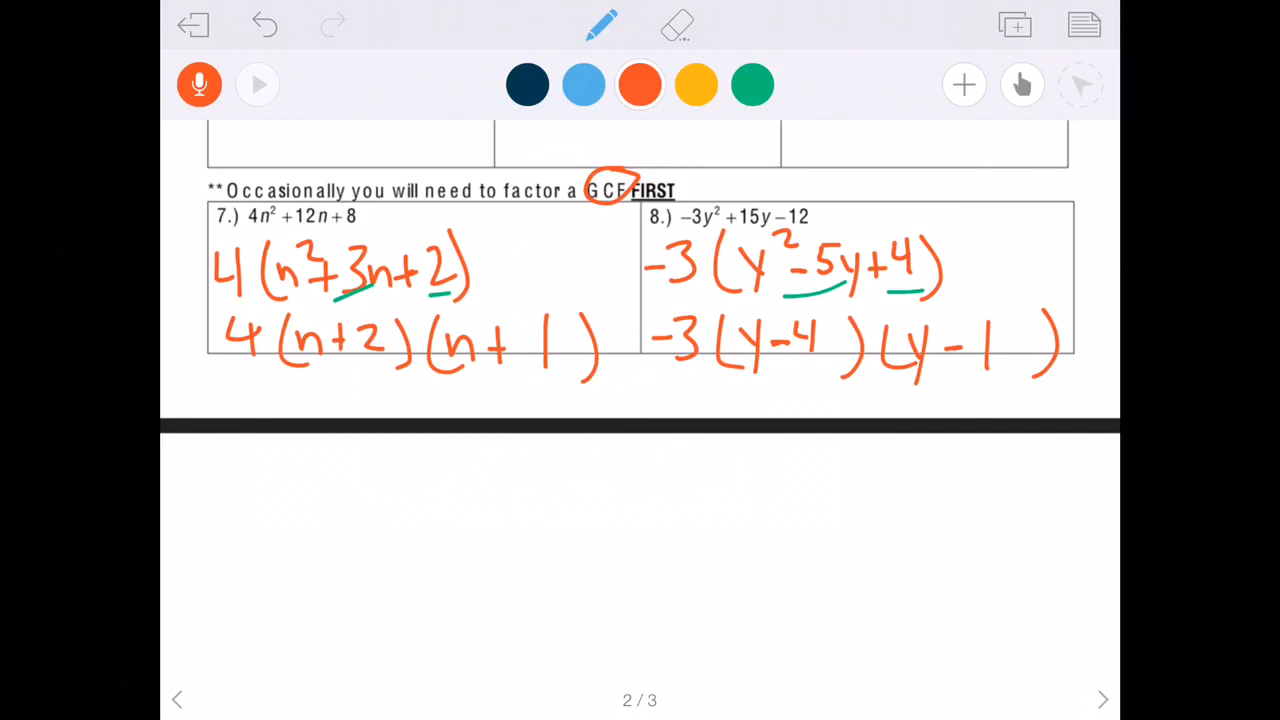 **Occasionally you will need to factor a GCF FIRST
7.) 4n² +12n + 8
4(n²+3n+2)
4(n+2)(n+1)
8.) −3y² +15y −12
-3(y²-5y+4)
-3(y-4)(y-1)
2 / 3